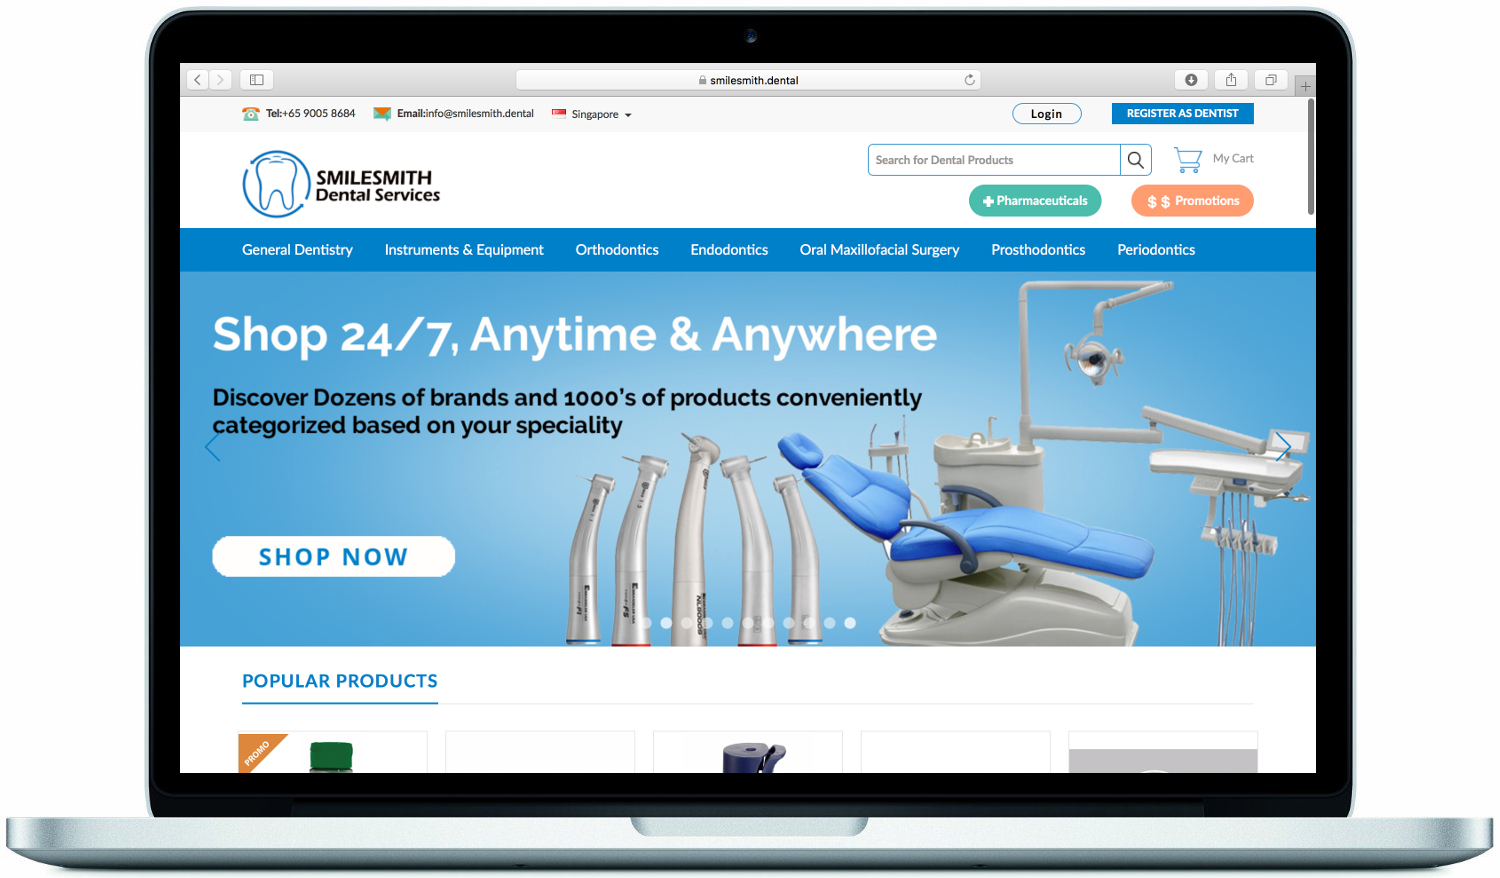 smilesmith.dental
Tel:+65 9005 8684 Email:info@smilesmith.dental Singapore Login REGISTER AS DENTIST
Search for Dental Products My Cart
SMILESMITH
Dental Services
Pharmaceuticals $ $ Promotions
General Dentistry Instruments & Equipment Orthodontics Endodontics Oral Maxillofacial Surgery Prosthodontics Periodontics
Shop 24/7, Anytime & Anywhere
Discover Dozens of brands and 1000's of products conveniently
categorized based on your speciality
SHOP NOW
POPULAR PRODUCTS
PROMO